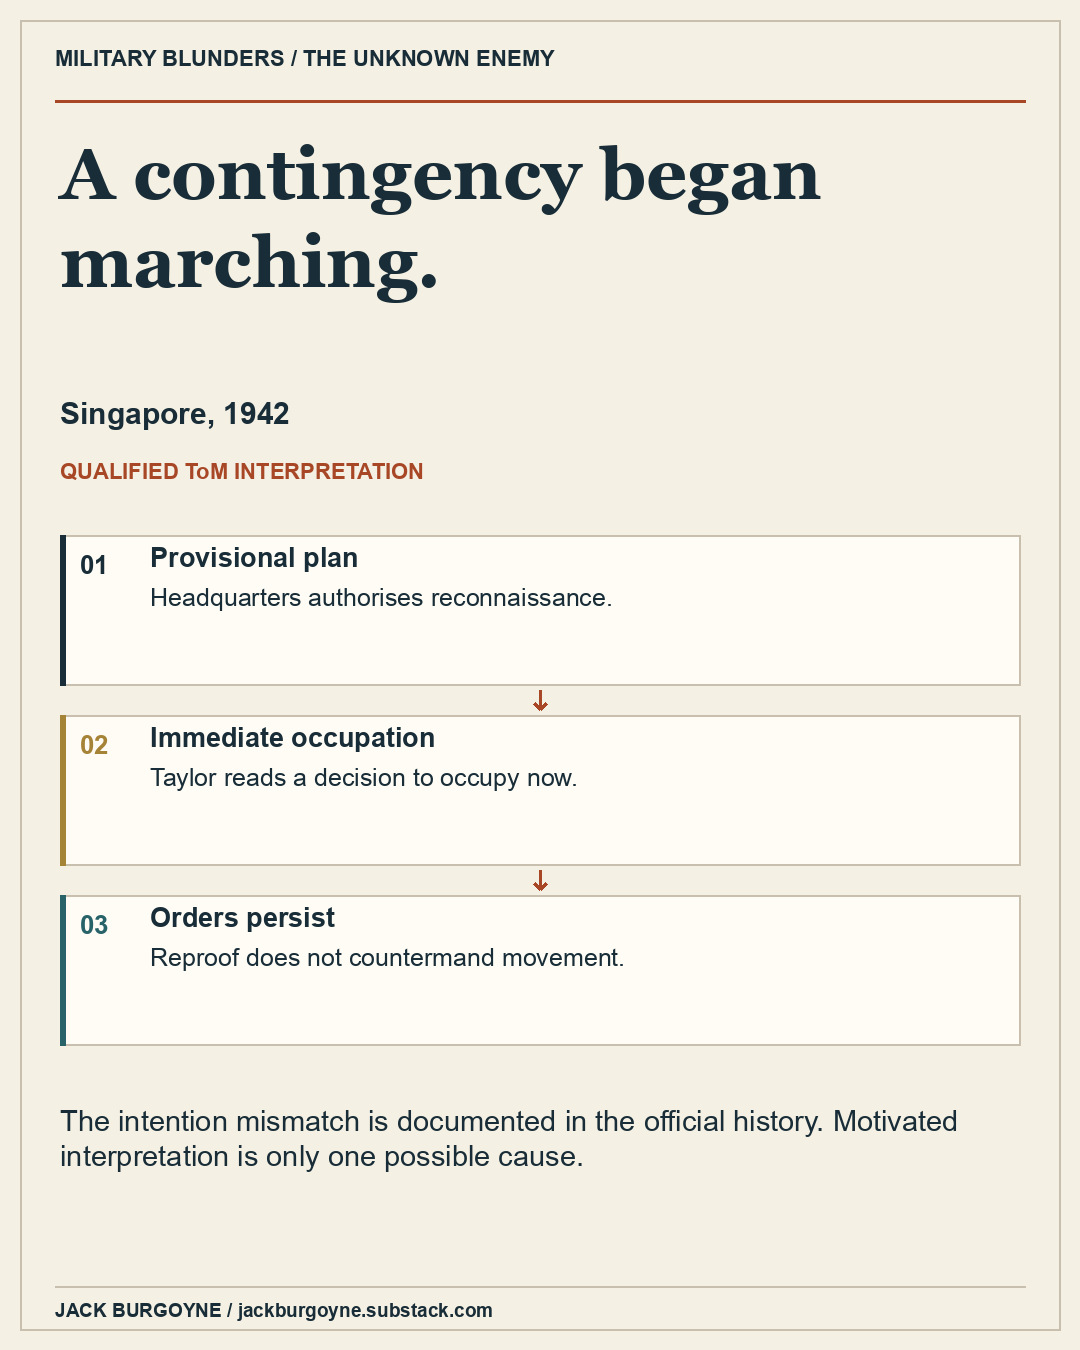 MILITARY BLUNDERS / THE UNKNOWN ENEMY
A contingency began
marching.
Singapore, 1942
QUALIFIED ToM INTERPRETATION
01
Provisional plan
Headquarters authorises reconnaissance.
02
Immediate occupation
Taylor reads a decision to occupy now.
03
Orders persist
Reproof does not countermand movement.
The intention mismatch is documented in the official history. Motivated
interpretation is only one possible cause.
JACK BURGOYNE / jackburgoyne.substack.com